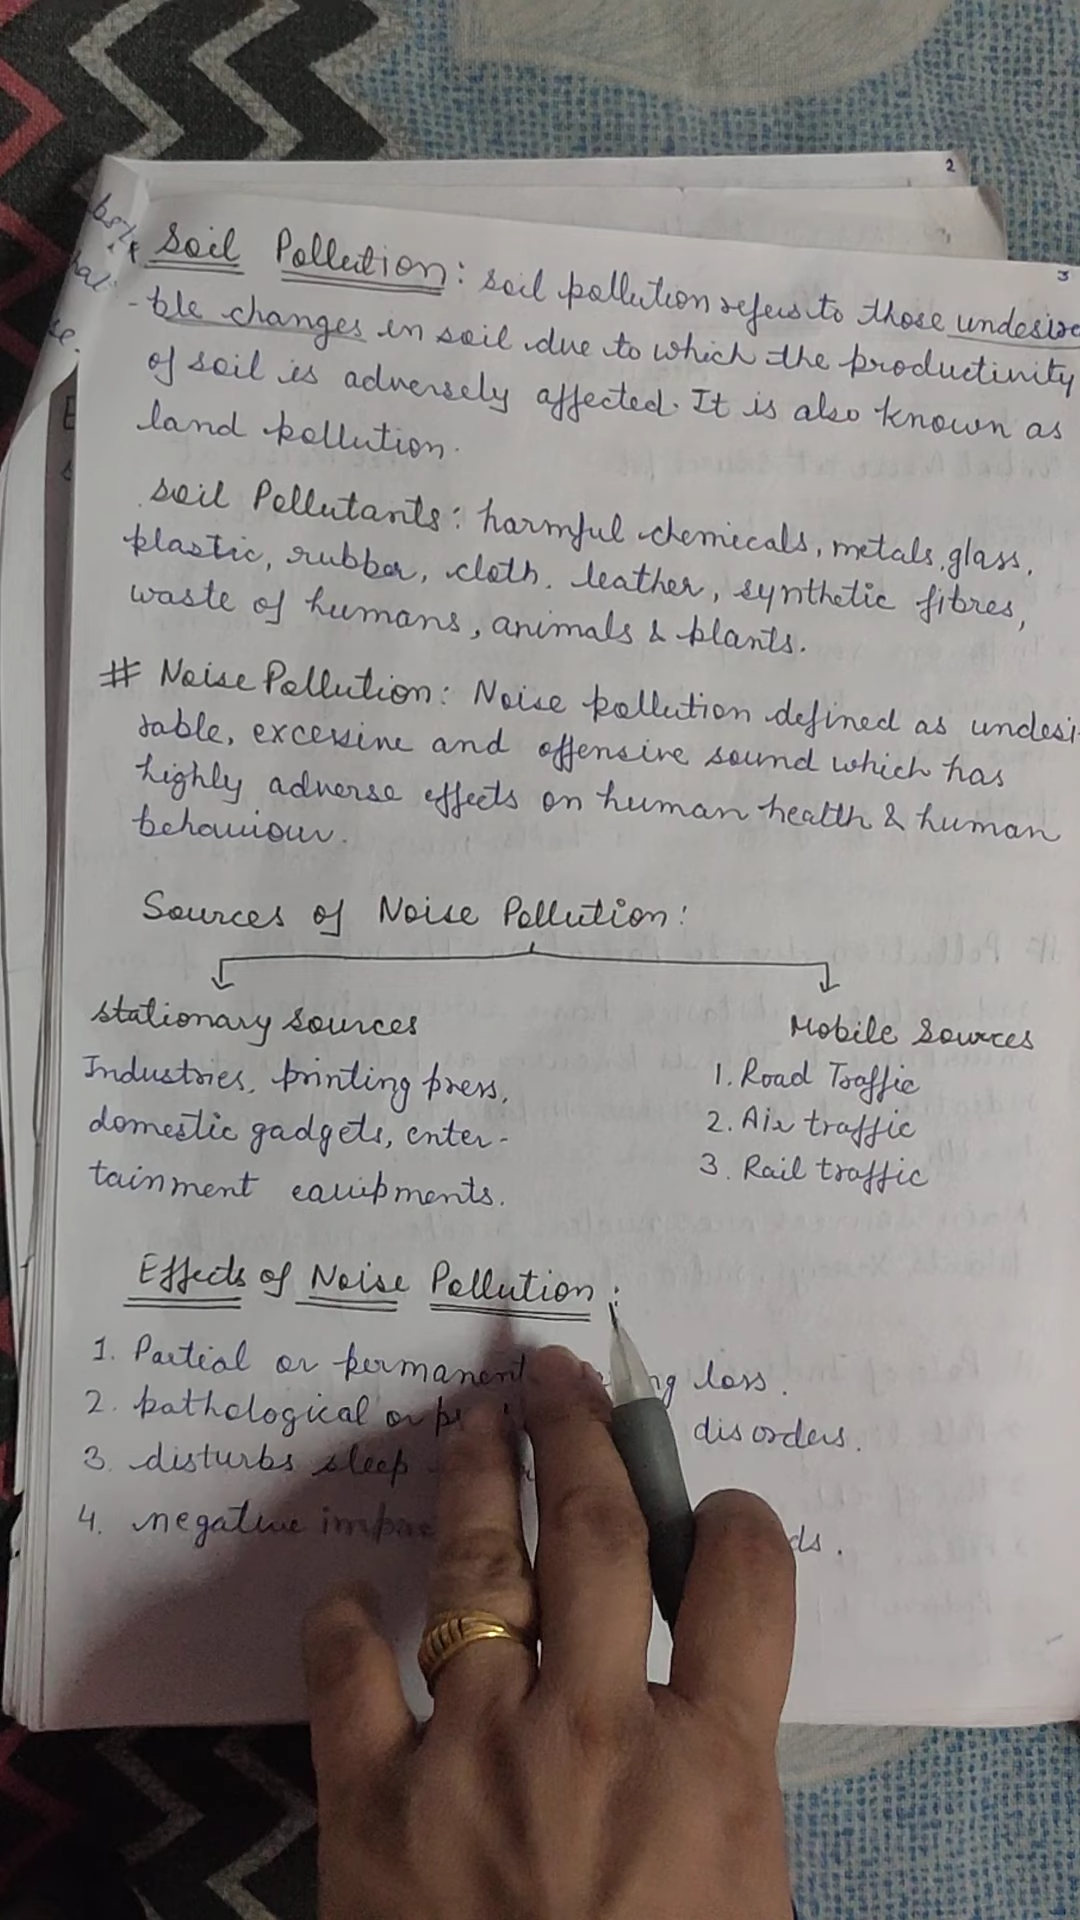 2
3
* Soil Pollution: soil pollution refers to those undesira
-ble changes in soil due to which the productivity
of soil is adversely affected. It is also known as
land pollution.
Soil Pollutants: harmful chemicals, metals, glass,
plastic, rubber, cloth, leather, synthetic fibres,
waste of humans, animals & plants.
# Noise Pollution: Noise pollution defined as undesi-
rable, excessive and offensive sound which has
highly adverse effects on human health & human
behaviour.
Sources of Noise Pollution:
Stationary Sources
Industries, printing press,
domestic gadgets, enter-
tainment equipments.
Mobile Sources
1. Road Traffic
2. Air traffic
3. Rail traffic
Effects of Noise Pollution:
1. Partial or permanent loss.
2. pathological or disorders.
3. disturbs sleep
4. negative